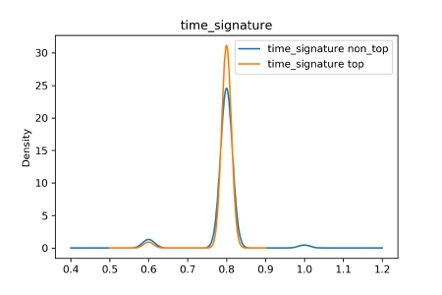 time_signature
time_signature non_top
time_signature top
Density
30
25
20
15
10
5
0
0.4 0.5 0.6 0.7 0.8 0.9 1.0 1.1 1.2